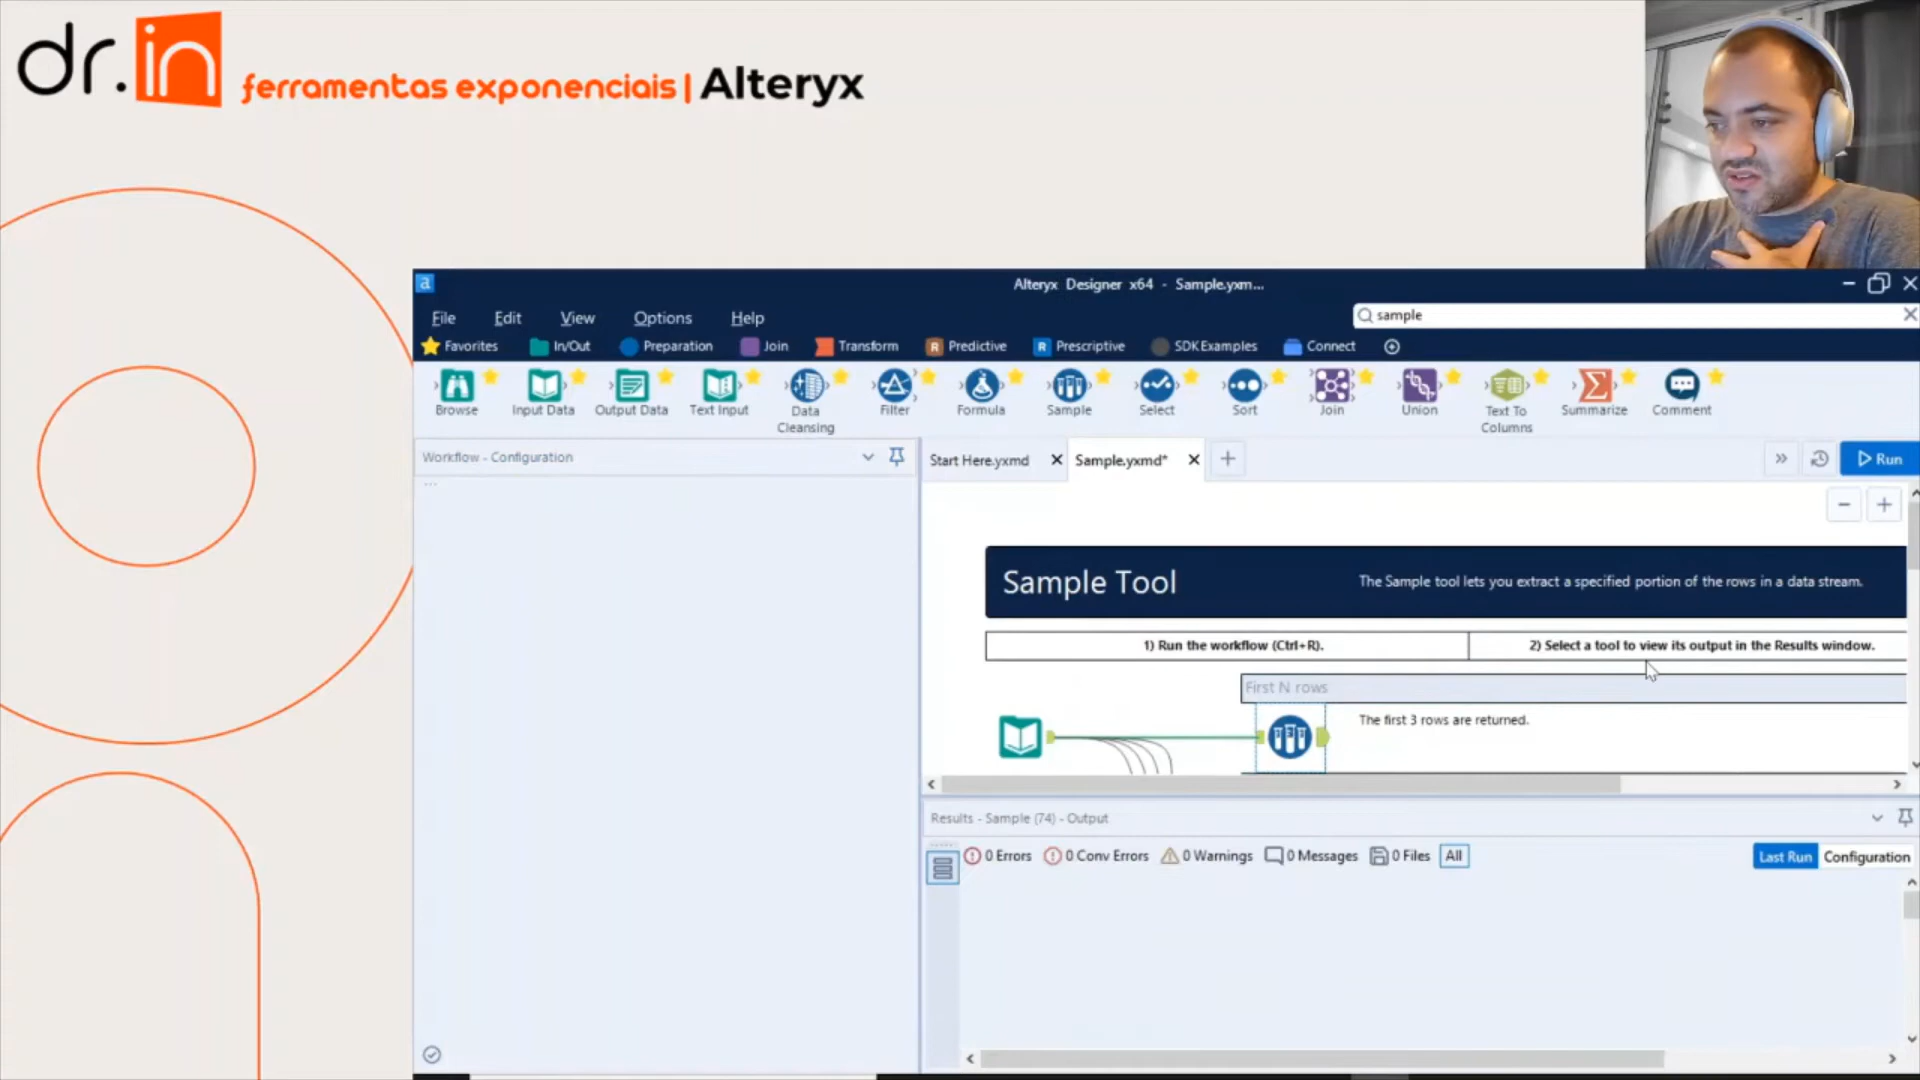 dr.in ferramentas exponenciais | Alteryx
a
Alteryx Designer x64 - Sample.yxm...
File Edit View Options Help
sample
Favorites In/Out Preparation Join Transform Predictive Prescriptive SDK Examples Connect
Browse Input Data Output Data Text Input Data Cleansing Filter Formula Sample Select Sort Join Union Text To Columns Summarize Comment
Workflow - Configuration
Start Here.yxmd Sample.yxmd*
Run
Sample Tool
The Sample tool lets you extract a specified portion of the rows in a data stream.
1) Run the workflow (Ctrl+R).
2) Select a tool to view its output in the Results window.
First N rows
The first 3 rows are returned.
Results - Sample (74) - Output
0 Errors 0 Conv Errors 0 Warnings 0 Messages 0 Files All
Last Run Configuration